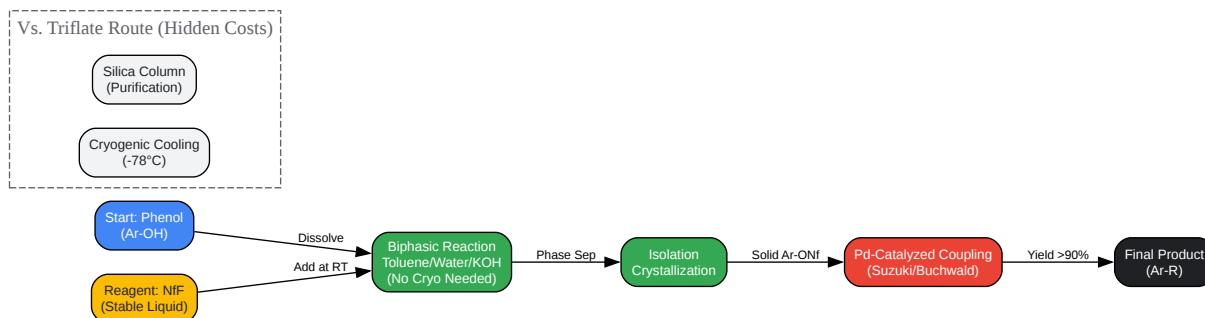 Vs. Triflate Route (Hidden Costs)
Silica Column
(Purification)
Cryogenic Cooling
(-78°C)
Start: Phenol
(Ar-OH)
Reagent: NfF
(Stable Liquid)
Dissolve
Add at RT
Biphasic Reaction
Toluene/Water/KOH
(No Cryo Needed)
Phase Sep
Isolation
Crystallization
Solid Ar-ONf
Pd-Catalyzed Coupling
(Suzuki/Buchwald)
Yield >90%
Final Product
(Ar-R)